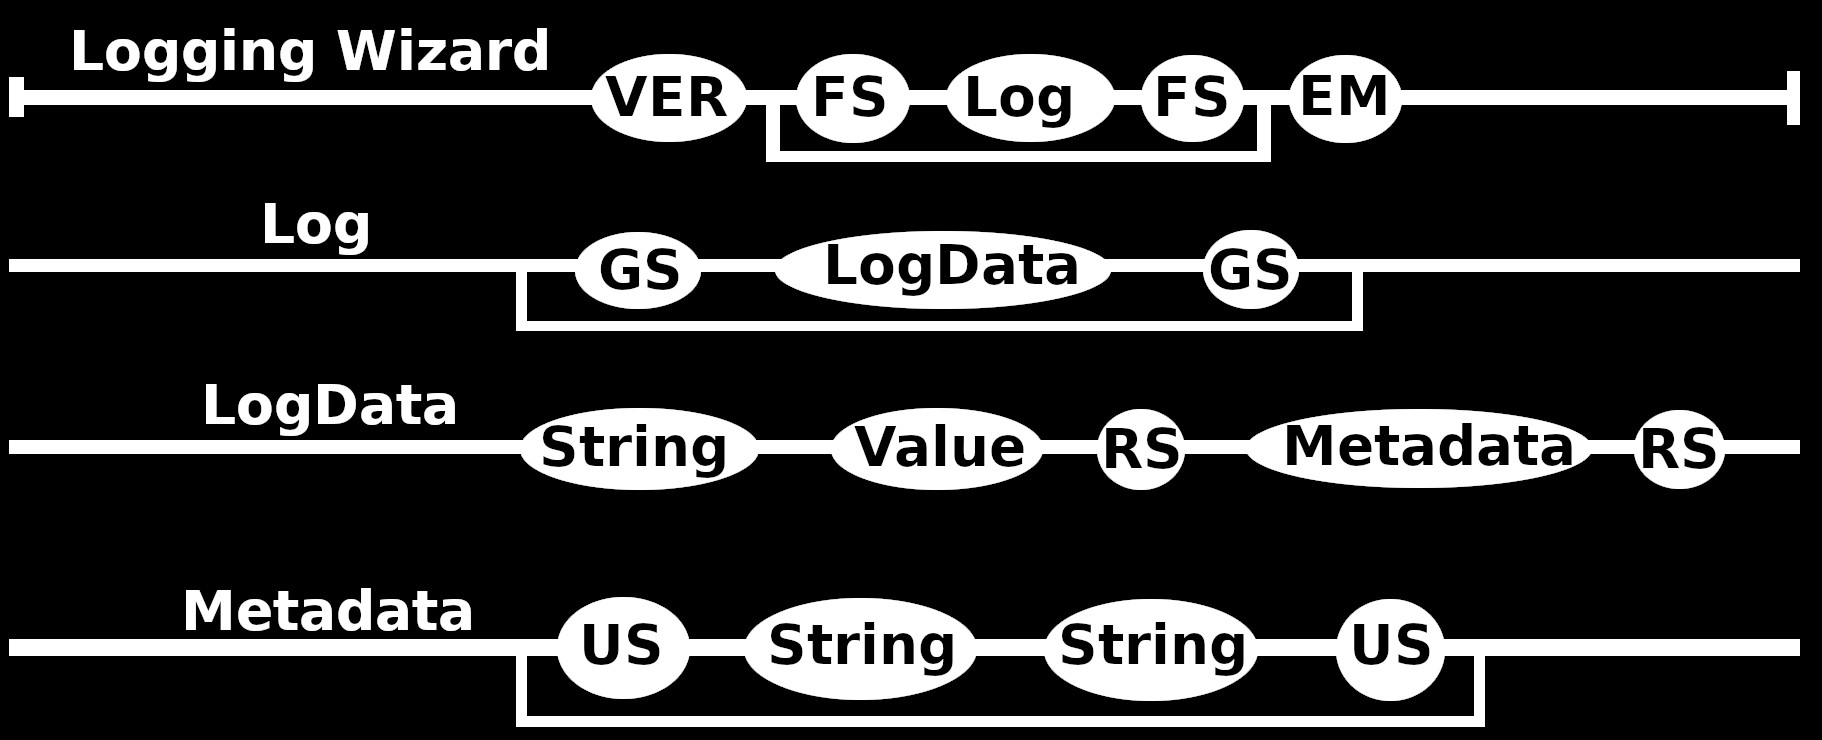 Logging Wizard
VER FS Log FS EM
Log
GS LogData GS
LogData
String Value RS Metadata RS
Metadata
US String String US